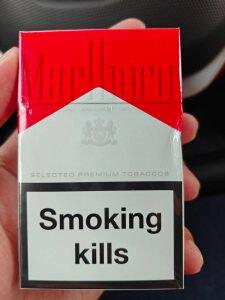 Marlboro
SELECTED PREMIUM TOBACCOS
Smoking
kills